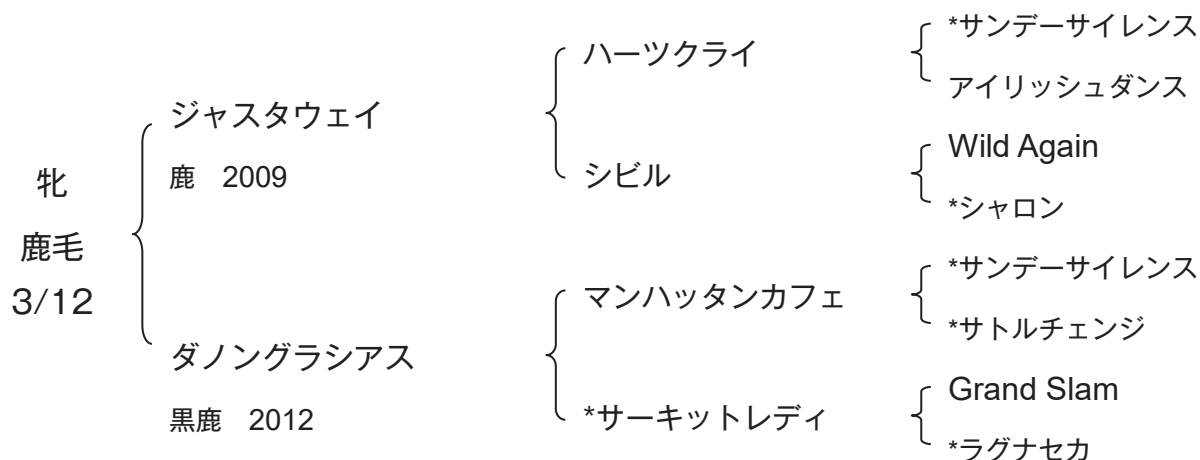 牝
鹿毛
3/12
ジャスタウェイ
鹿　2009
ダノングラシアス
黒鹿　2012
ハーツクライ
シビル
マンハッタンカフェ
*サーキットレディ
*サンデーサイレンス
アイリッシュダンス
Wild Again
*シャロン
*サンデーサイレンス
*サトルチェンジ
Grand Slam
*ラグナセカ